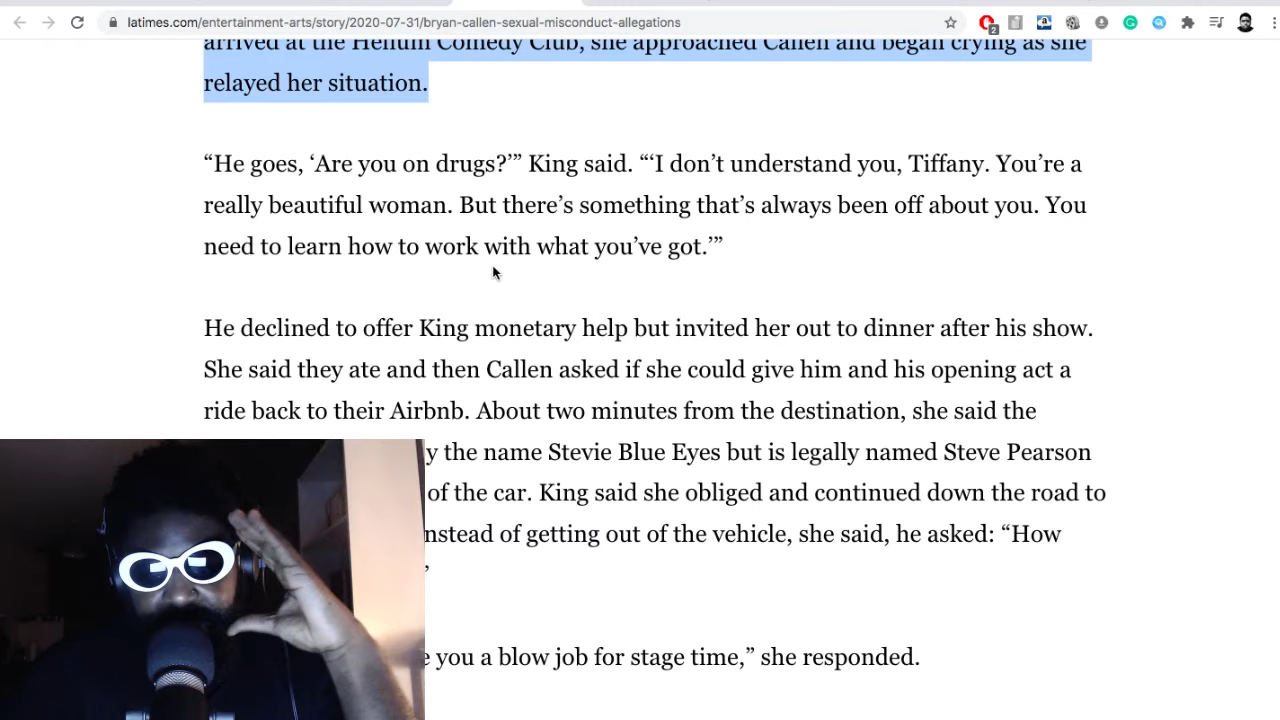 latimes.com/entertainment-arts/story/2020-07-31/bryan-callen-sexual-misconduct-allegations
2
arrived at the Helium Comedy Club, she approached Callen and began crying as she
relayed her situation.
“He goes, ‘Are you on drugs?’” King said. “‘I don’t understand you, Tiffany. You’re a
really beautiful woman. But there’s something that’s always been off about you. You
need to learn how to work with what you’ve got.’”
He declined to offer King monetary help but invited her out to dinner after his show.
She said they ate and then Callen asked if she could give him and his opening act a
ride back to their Airbnb. About two minutes from the destination, she said the
y the name Stevie Blue Eyes but is legally named Steve Pearson
of the car. King said she obliged and continued down the road to
nstead of getting out of the vehicle, she said, he asked: “How
e you a blow job for stage time,” she responded.